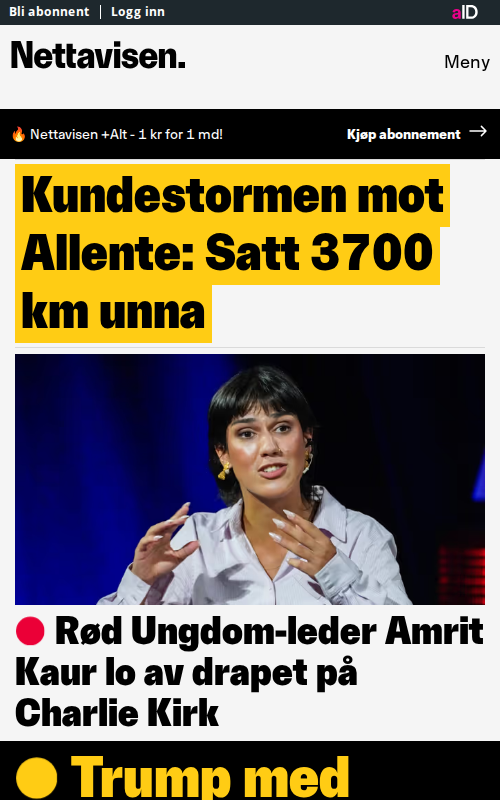 Bli abonnent | Logg inn
aID
Nettavisen.
Meny
🔥 Nettavisen +Alt - 1 kr for 1 md!
Kjøp abonnement →
Kundestormen mot
Allente: Satt 3700
km unna
Rød Ungdom-leder Amrit
Kaur lo av drapet på
Charlie Kirk
Trump med